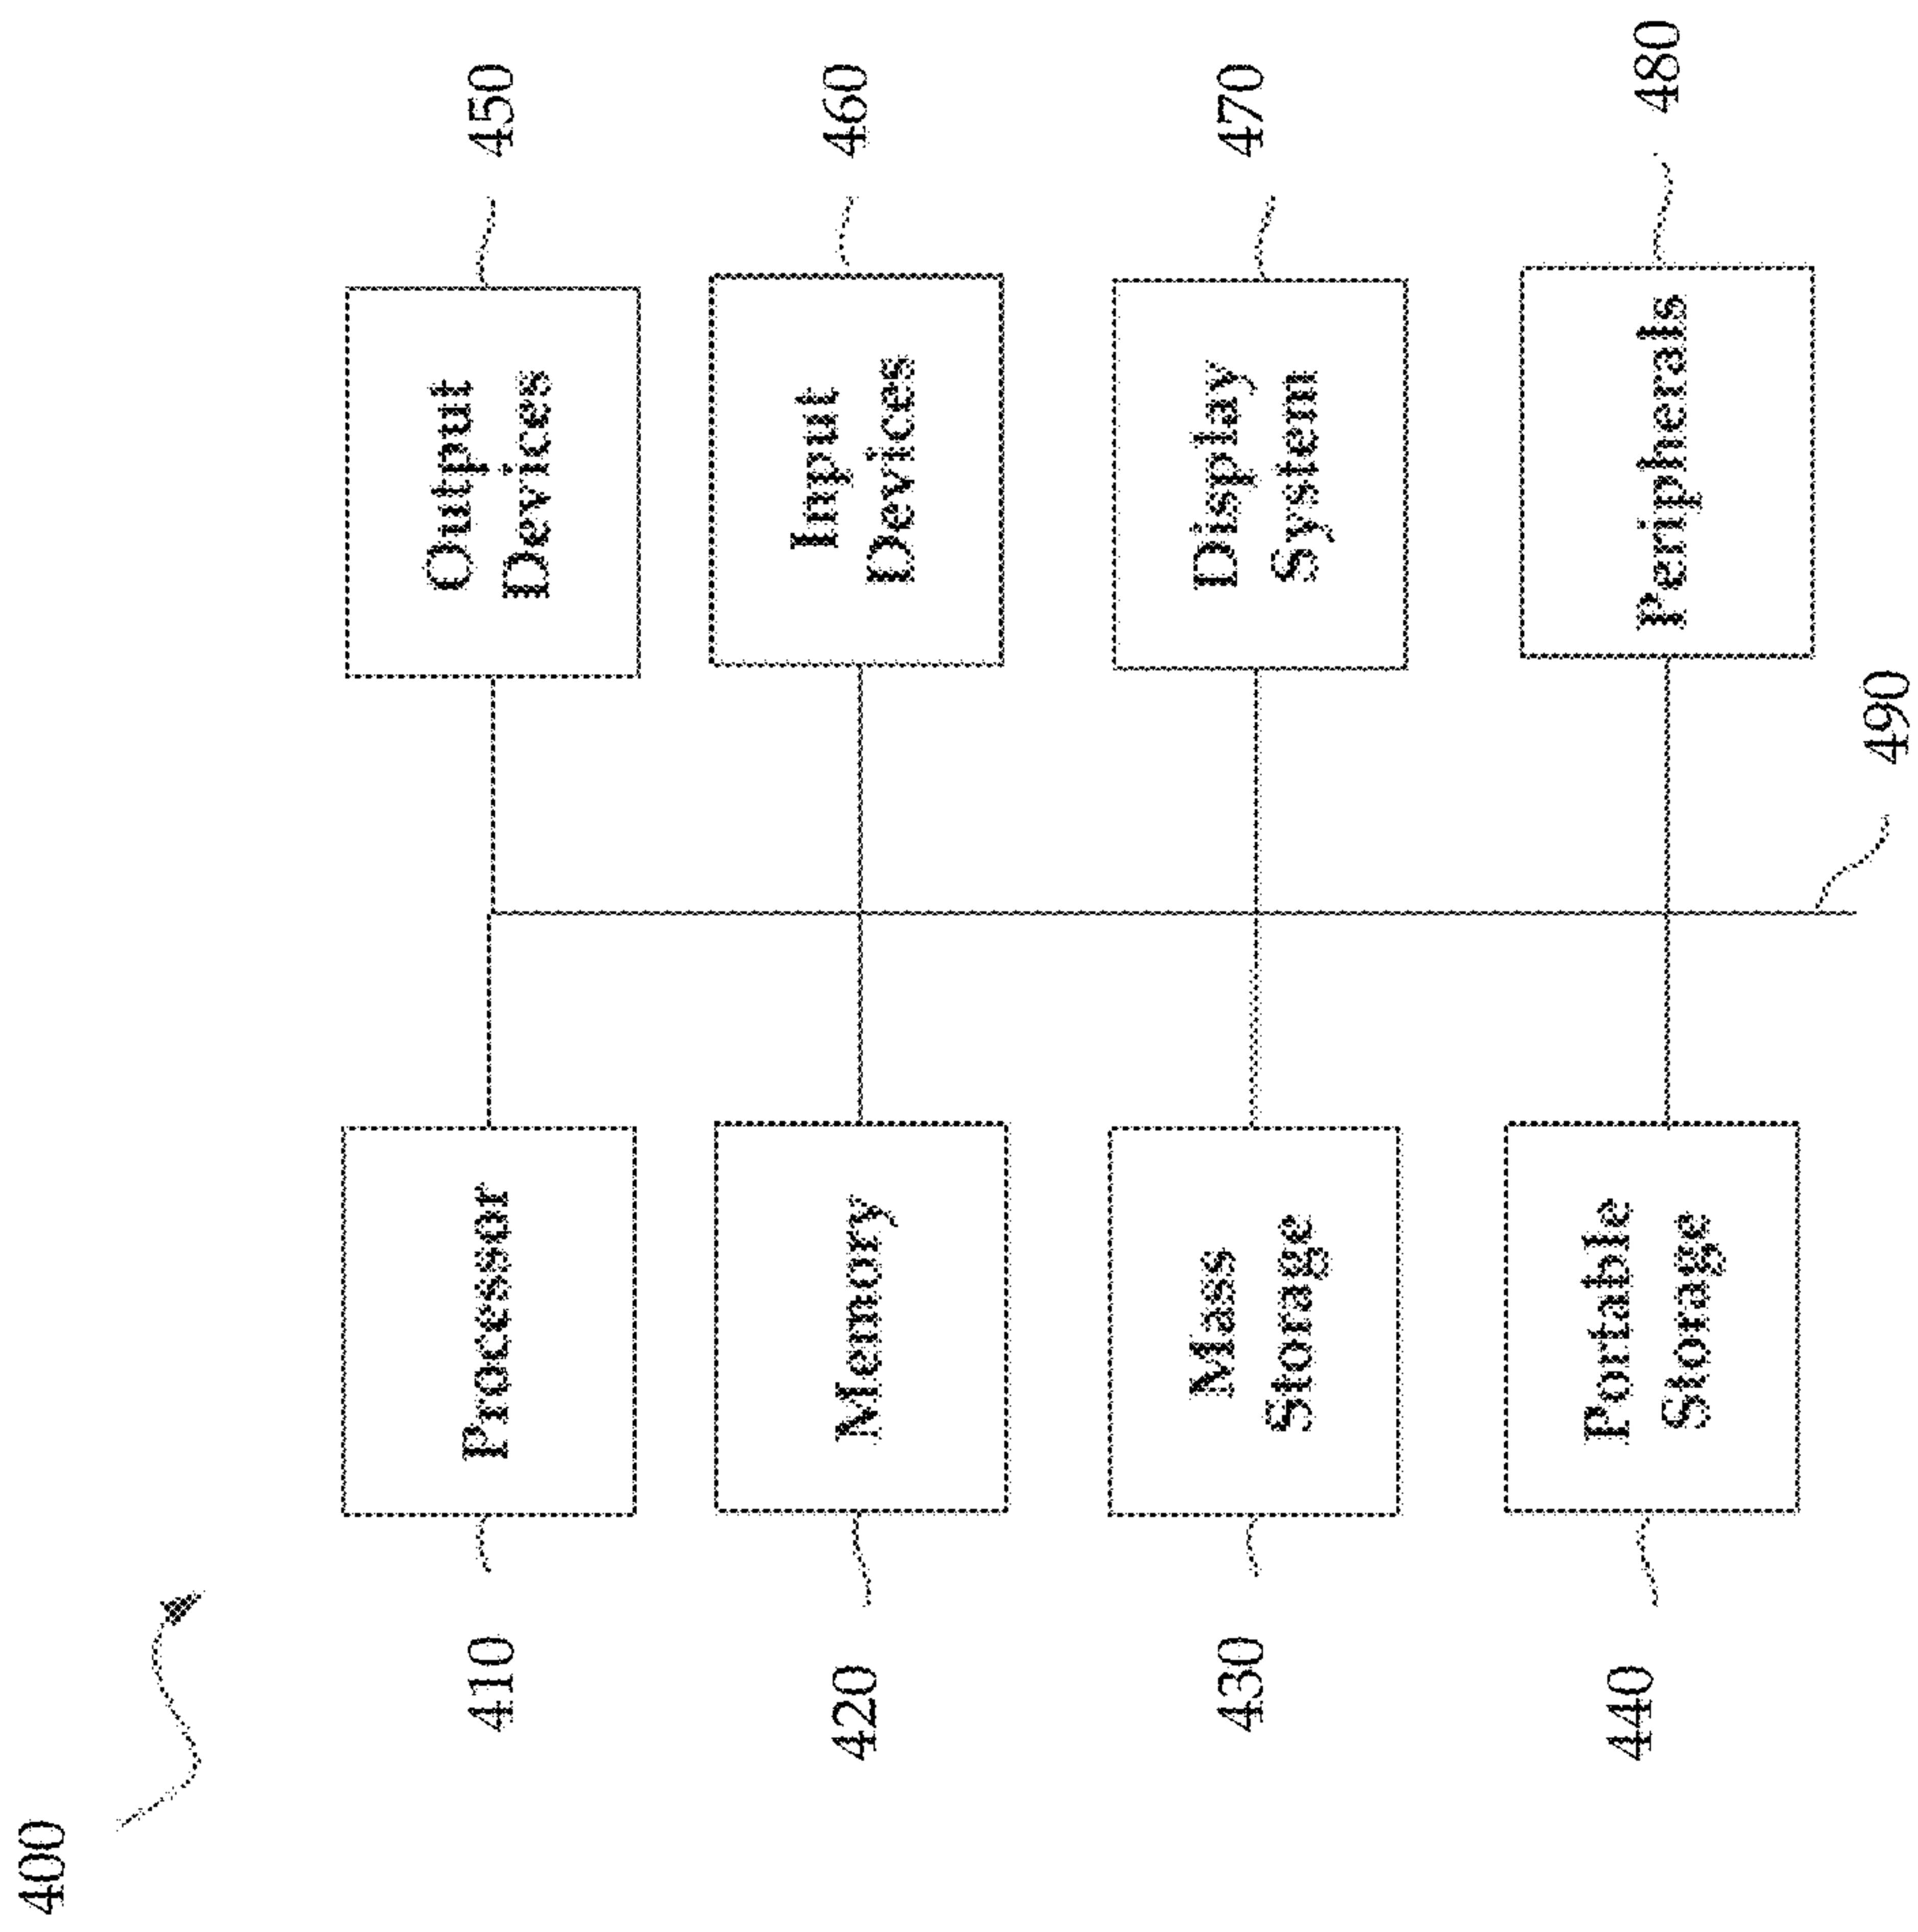 400
410
Processor
Output
Devices
450
420
Memory
Input
Devices
460
430
Mass
Storage
Display
System
470
440
Portable
Storage
Peripherals
480
490